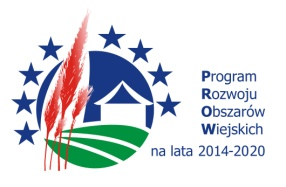 Program
Rozwoju
Obszarów
Wiejskich
na lata 2014-2020